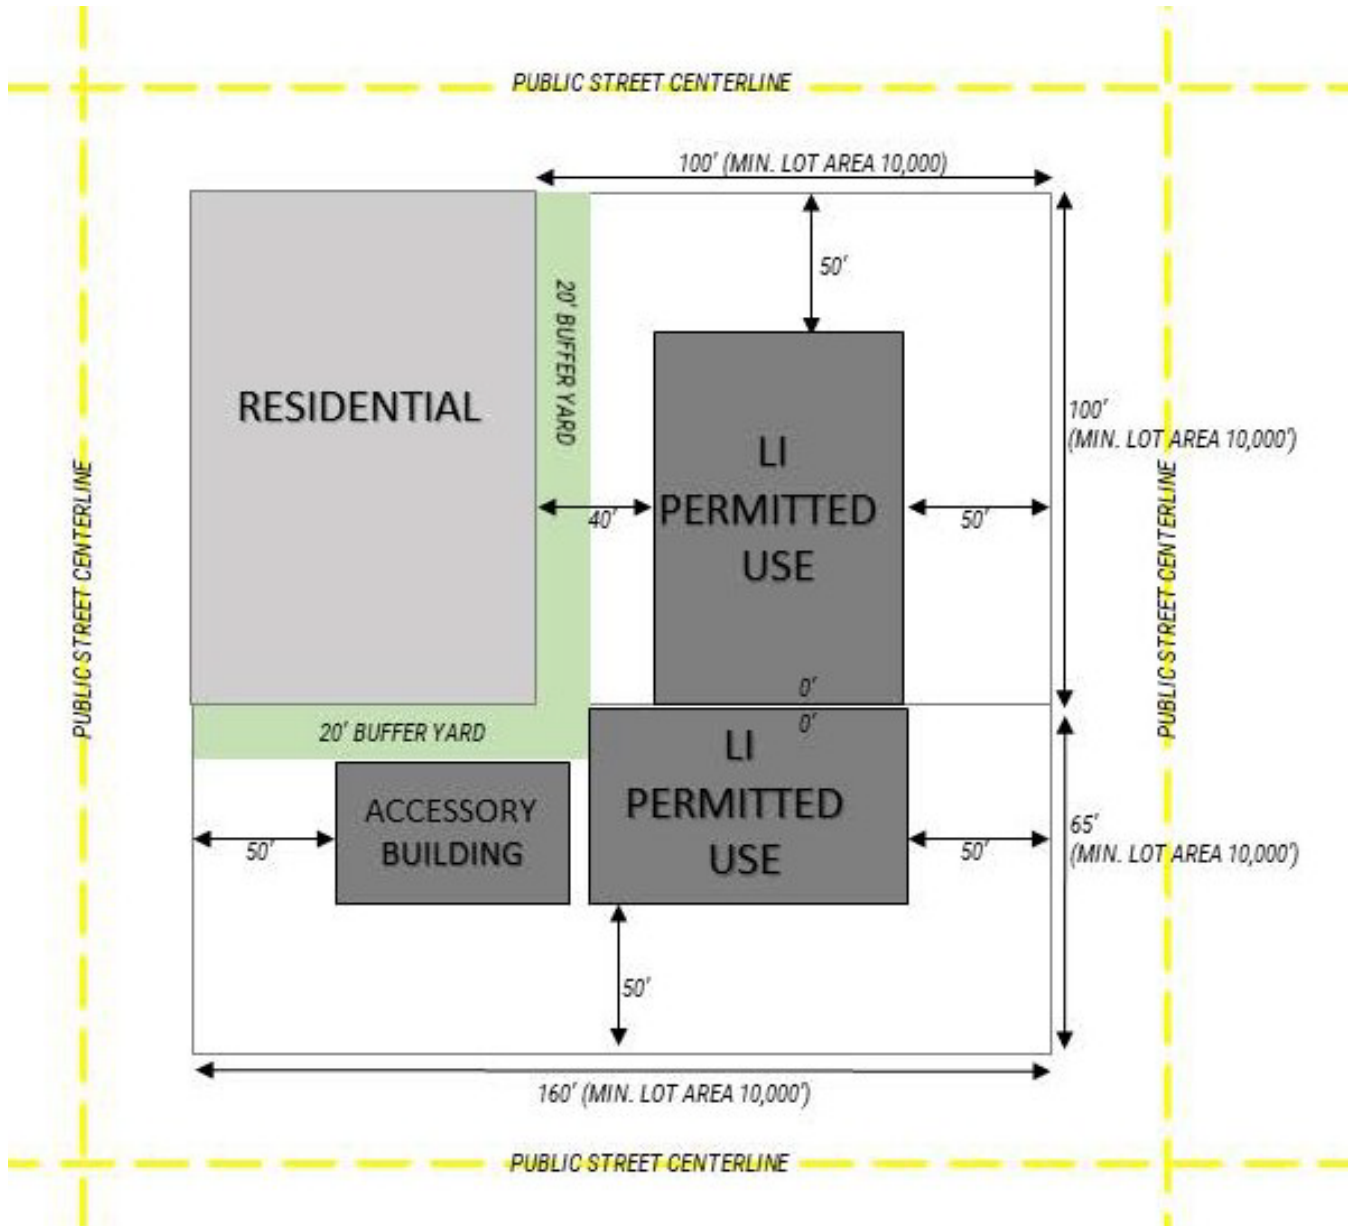 PUBLIC STREET CENTERLINE
100' (MIN. LOT AREA 10,000)
50'
20' BUFFER YARD
RESIDENTIAL
100'
(MIN. LOT AREA 10,000')
LI
PERMITTED
USE
40'
50'
PUBLIC STREET CENTERLINE
PUBLIC STREET CENTERLINE
0'
0'
20' BUFFER YARD
LI
PERMITTED
USE
ACCESSORY
BUILDING
50'
50'
65'
(MIN. LOT AREA 10,000')
50'
160' (MIN. LOT AREA 10,000')
PUBLIC STREET CENTERLINE